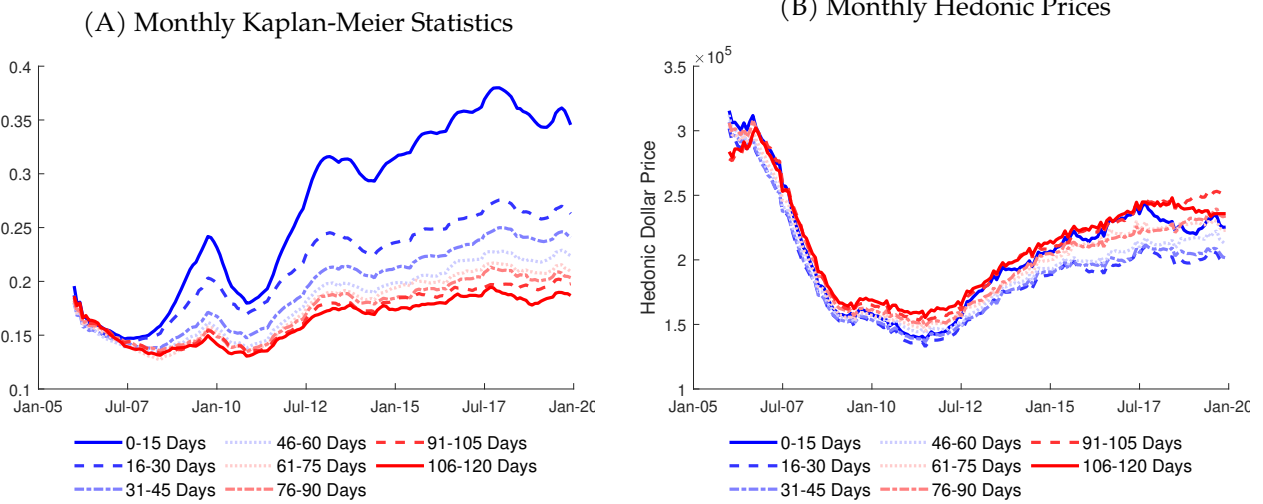 (A) Monthly Kaplan-Meier Statistics
0.4
0.35
0.3
0.25
0.2
0.15
0.1
Jan-05 Jul-07 Jan-10 Jul-12 Jan-15 Jul-17 Jan-20
0-15 Days 46-60 Days 91-105 Days
16-30 Days 61-75 Days 106-120 Days
31-45 Days 76-90 Days
(B) Monthly Hedonic Prices
×10^5
3.5
3
2.5
2
1.5
1
Hedonic Dollar Price
Jan-05 Jul-07 Jan-10 Jul-12 Jan-15 Jul-17 Jan-20
0-15 Days 46-60 Days 91-105 Days
16-30 Days 61-75 Days 106-120 Days
31-45 Days 76-90 Days